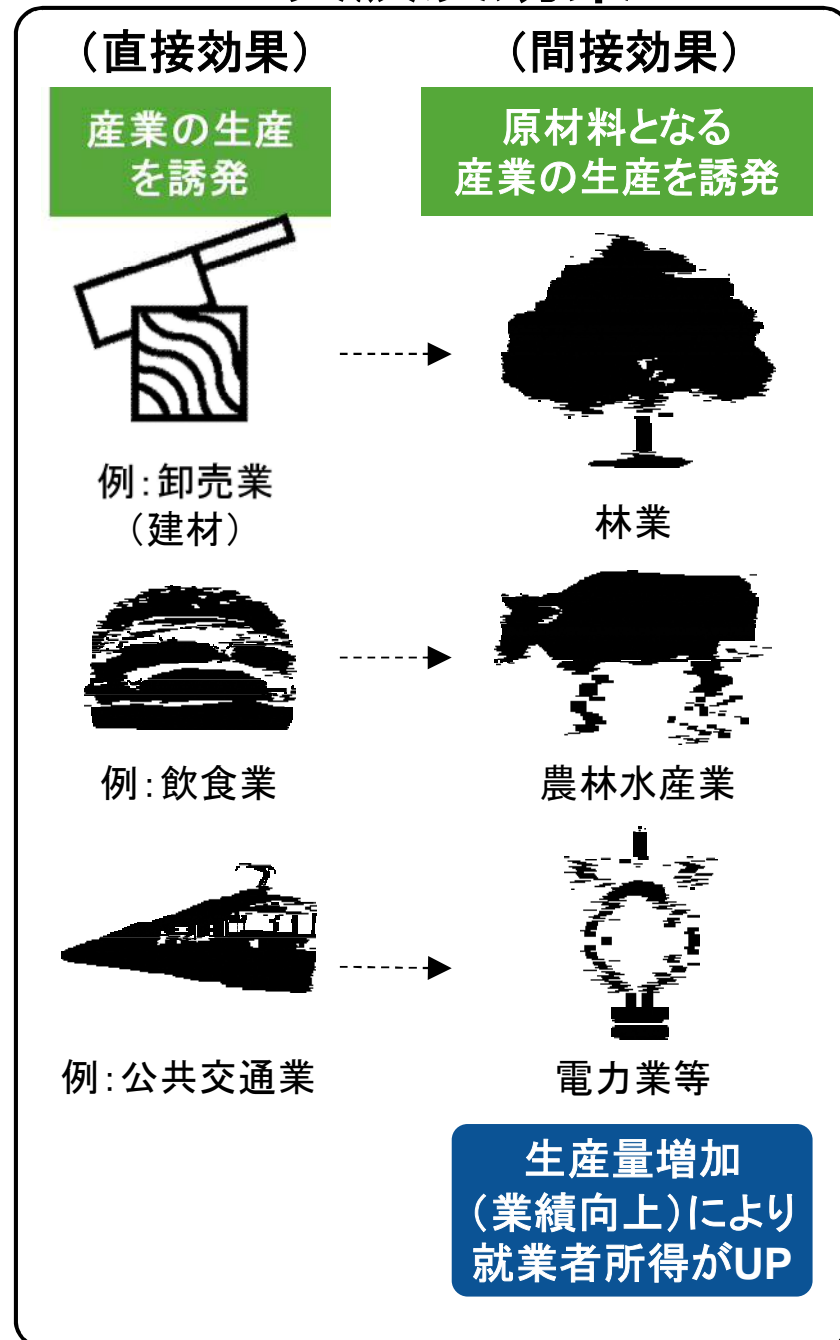 (直接効果)
(間接効果)
産業の生産
を誘発
原材料となる
産業の生産を誘発
例:卸売業
(建材)
林業
例:飲食業
農林水産業
例:公共交通業
電力業等
生産量増加
(業績向上)により
就業者所得がUP